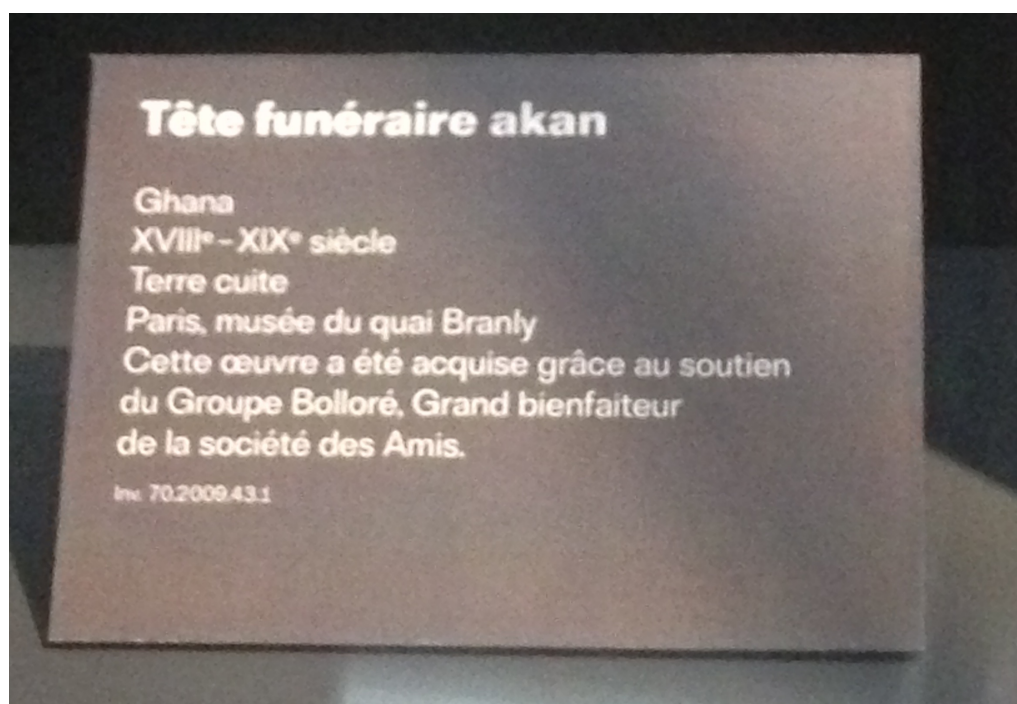 Tête funéraire akan
Ghana
XVIIIᵉ – XIXᵉ siècle
Terre cuite
Paris, musée du quai Branly
Cette œuvre a été acquise grâce au soutien
du Groupe Bolloré, Grand bienfaiteur
de la société des Amis.
Inv. 70.2009.43.1